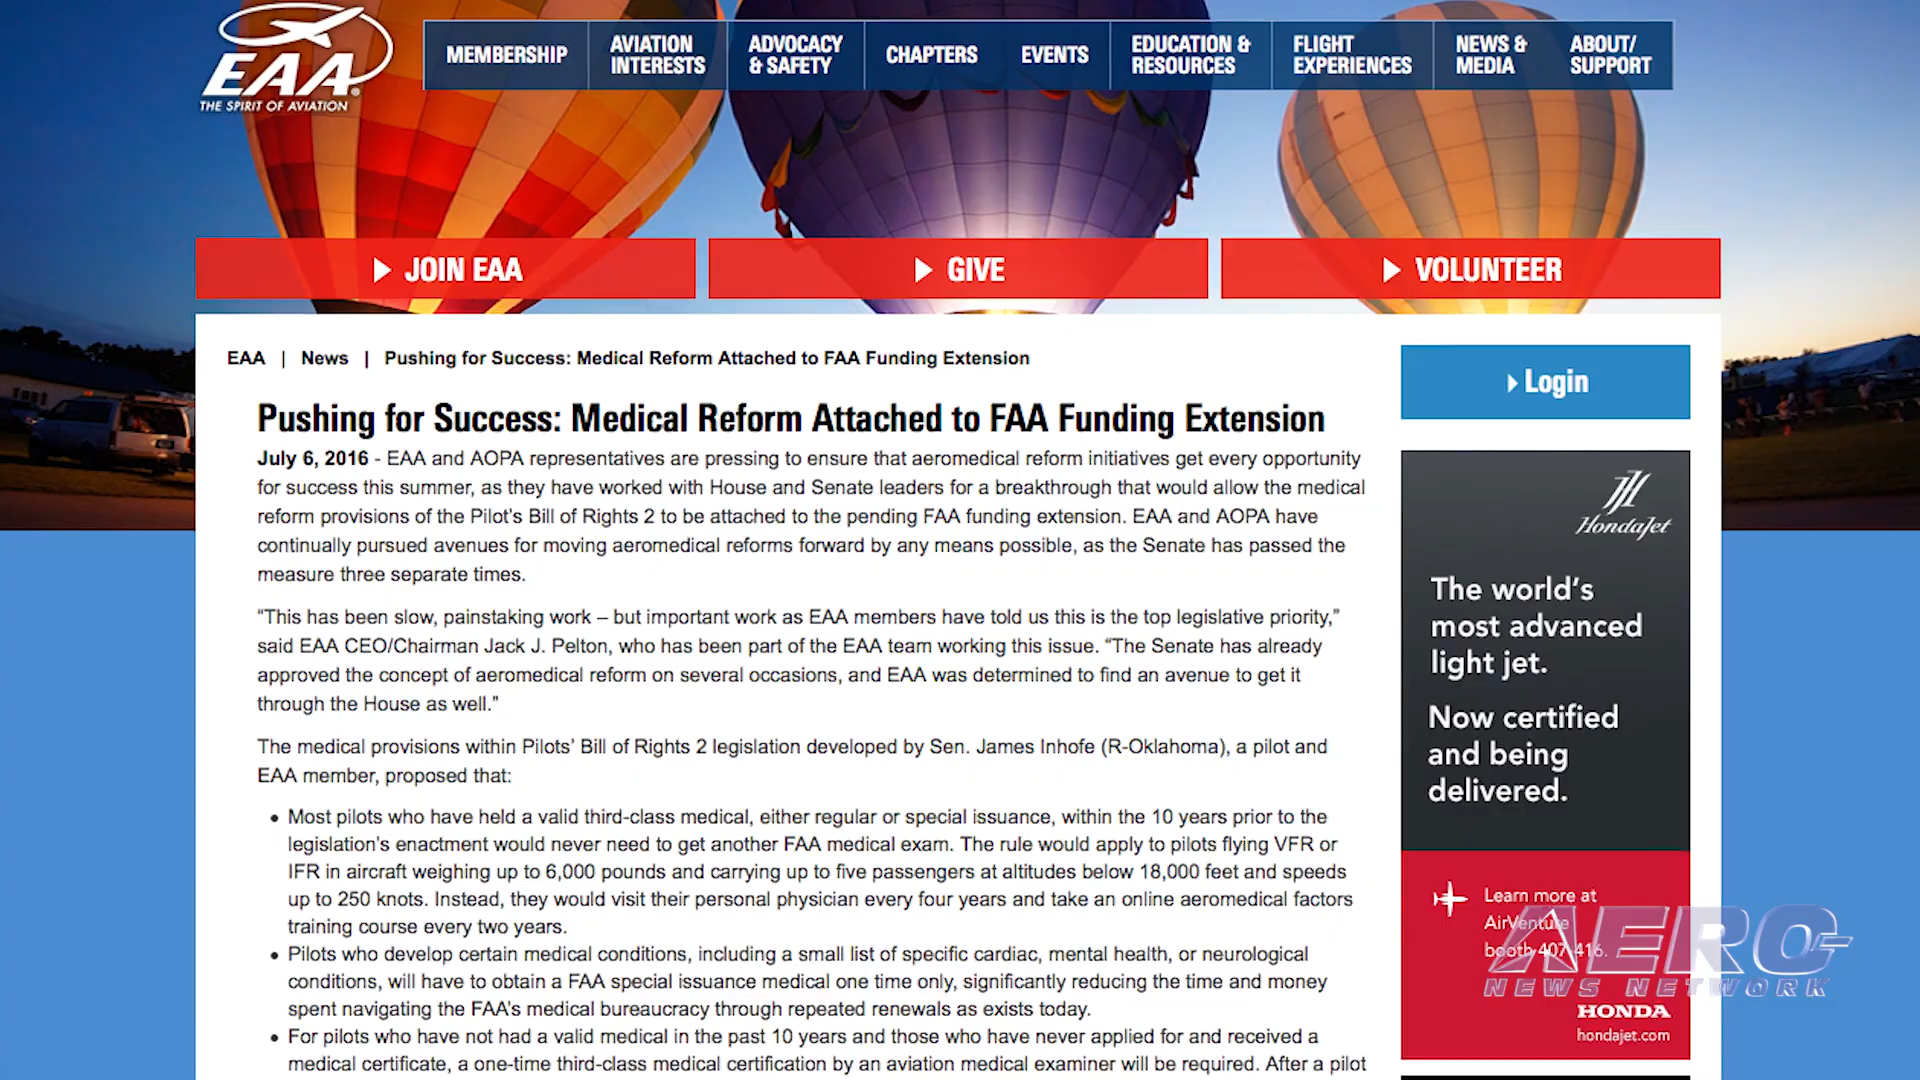 EAA
THE SPIRIT OF AVIATION
MEMBERSHIP
AVIATION
INTERESTS
ADVOCACY
& SAFETY
CHAPTERS
EVENTS
EDUCATION &
RESOURCES
FLIGHT
EXPERIENCES
NEWS &
MEDIA
ABOUT/
SUPPORT
JOIN EAA
GIVE
VOLUNTEER
EAA | News | Pushing for Success: Medical Reform Attached to FAA Funding Extension
Pushing for Success: Medical Reform Attached to FAA Funding Extension
July 6, 2016 - EAA and AOPA representatives are pressing to ensure that aeromedical reform initiatives get every opportunity
for success this summer, as they have worked with House and Senate leaders for a breakthrough that would allow the medical
reform provisions of the Pilot's Bill of Rights 2 to be attached to the pending FAA funding extension. EAA and AOPA have
continually pursued avenues for moving aeromedical reforms forward by any means possible, as the Senate has passed the
measure three separate times.
“This has been slow, painstaking work – but important work as EAA members have told us this is the top legislative priority,”
said EAA CEO/Chairman Jack J. Pelton, who has been part of the EAA team working this issue. “The Senate has already
approved the concept of aeromedical reform on several occasions, and EAA was determined to find an avenue to get it
through the House as well.”
The medical provisions within Pilots’ Bill of Rights 2 legislation developed by Sen. James Inhofe (R-Oklahoma), a pilot and
EAA member, proposed that:
• Most pilots who have held a valid third-class medical, either regular or special issuance, within the 10 years prior to the
legislation’s enactment would never need to get another FAA medical exam. The rule would apply to pilots flying VFR or
IFR in aircraft weighing up to 6,000 pounds and carrying up to five passengers at altitudes below 18,000 feet and speeds
up to 250 knots. Instead, they would visit their personal physician every four years and take an online aeromedical factors
training course every two years.
• Pilots who develop certain medical conditions, including a small list of specific cardiac, mental health, or neurological
conditions, will have to obtain a FAA special issuance medical one time only, significantly reducing the time and money
spent navigating the FAA’s medical bureaucracy through repeated renewals as exists today.
• For pilots who have not had a valid medical in the past 10 years and those who have never applied for and received a
medical certificate, a one-time third-class medical certification by an aviation medical examiner will be required. After a pilot
Login
HondaJet
The world’s
most advanced
light jet.
Now certified
and being
delivered.
Learn more at
AirVenture
booth 407-416.
HONDA
hondajet.com
AERO-
NEWS NETWORK